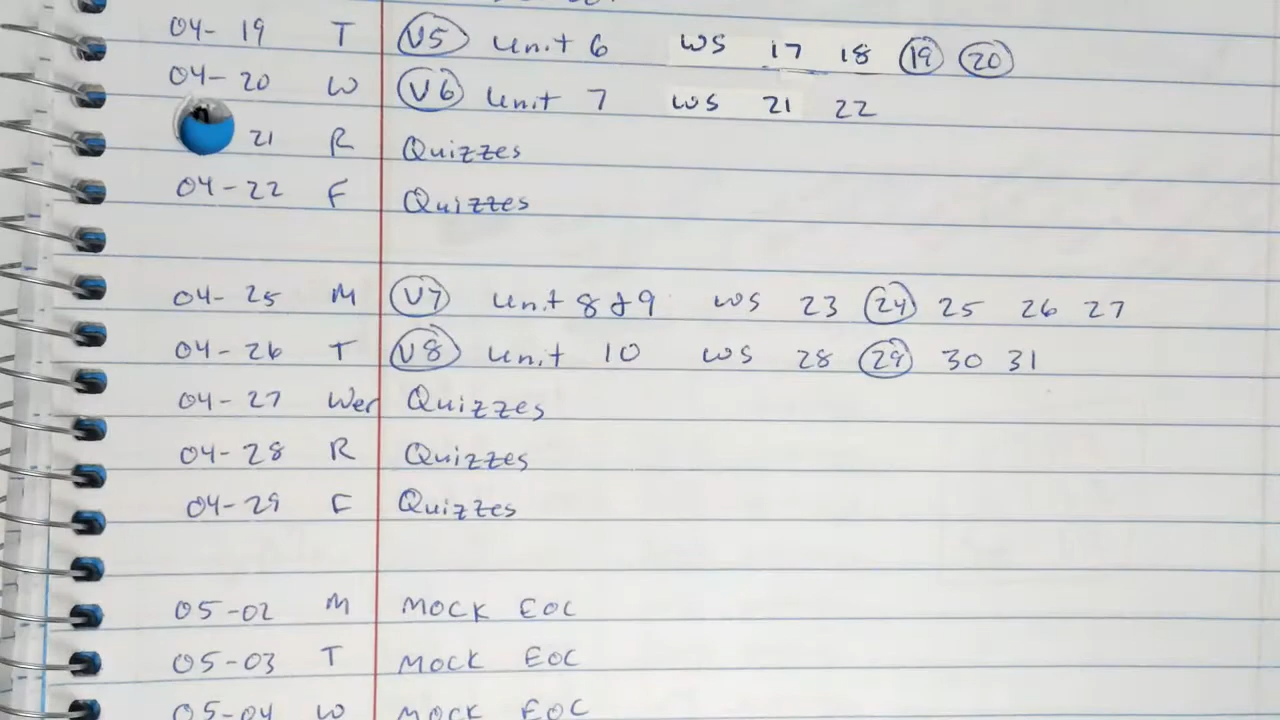 04- 19 T V5 Unit 6 WS 17 18 19 20
04- 20 W V6 Unit 7 WS 21 22
21 R Quizzes
04-22 F Quizzes
04- 25 M V7 Unit 8 & 9 WS 23 24 25 26 27
04-26 T V8 Unit 10 WS 28 29 30 31
04-27 Wer Quizzes
04-28 R Quizzes
04-29 F Quizzes
05-02 M MOCK EOC
05-03 T MOCK EOC
05-04 W MOCK EOC